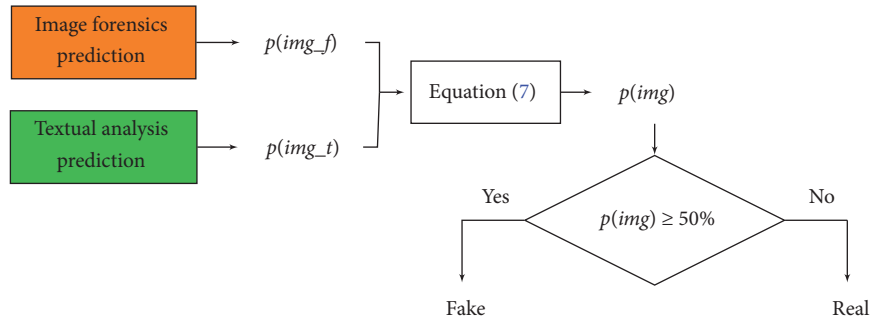 Image forensics
prediction
p(img_f)
Textual analysis
prediction
p(img_t)
Equation (7)
p(img)
p(img) ≥ 50%
Yes
No
Fake
Real